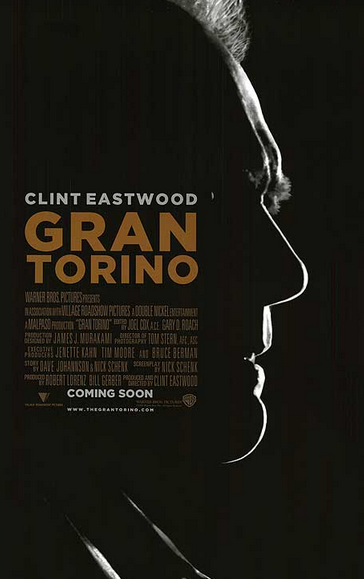 CLINT EASTWOOD
GRAN
TORINO
WARNER BROS. PICTURES PRESENTS
IN ASSOCIATION WITH VILLAGE ROADSHOW PICTURES A DOUBLE NICKEL ENTERTAINMENT
A MALPASO PRODUCTION "GRAN TORINO" EDITED BY JOEL COX, A.C.E. GARY D. ROACH
PRODUCTION DESIGNED BY JAMES J. MURAKAMI DIRECTOR OF PHOTOGRAPHY TOM STERN, AFC, ASC
EXECUTIVE PRODUCERS JENETTE KAHN TIM MOORE AND BRUCE BERMAN
STORY BY DAVE JOHANNSON & NICK SCHENK SCREENPLAY BY NICK SCHENK
PRODUCED BY ROBERT LORENZ BILL GERBER PRODUCED AND DIRECTED BY CLINT EASTWOOD
COMING SOON
WWW.THEGRANTORINO.COM